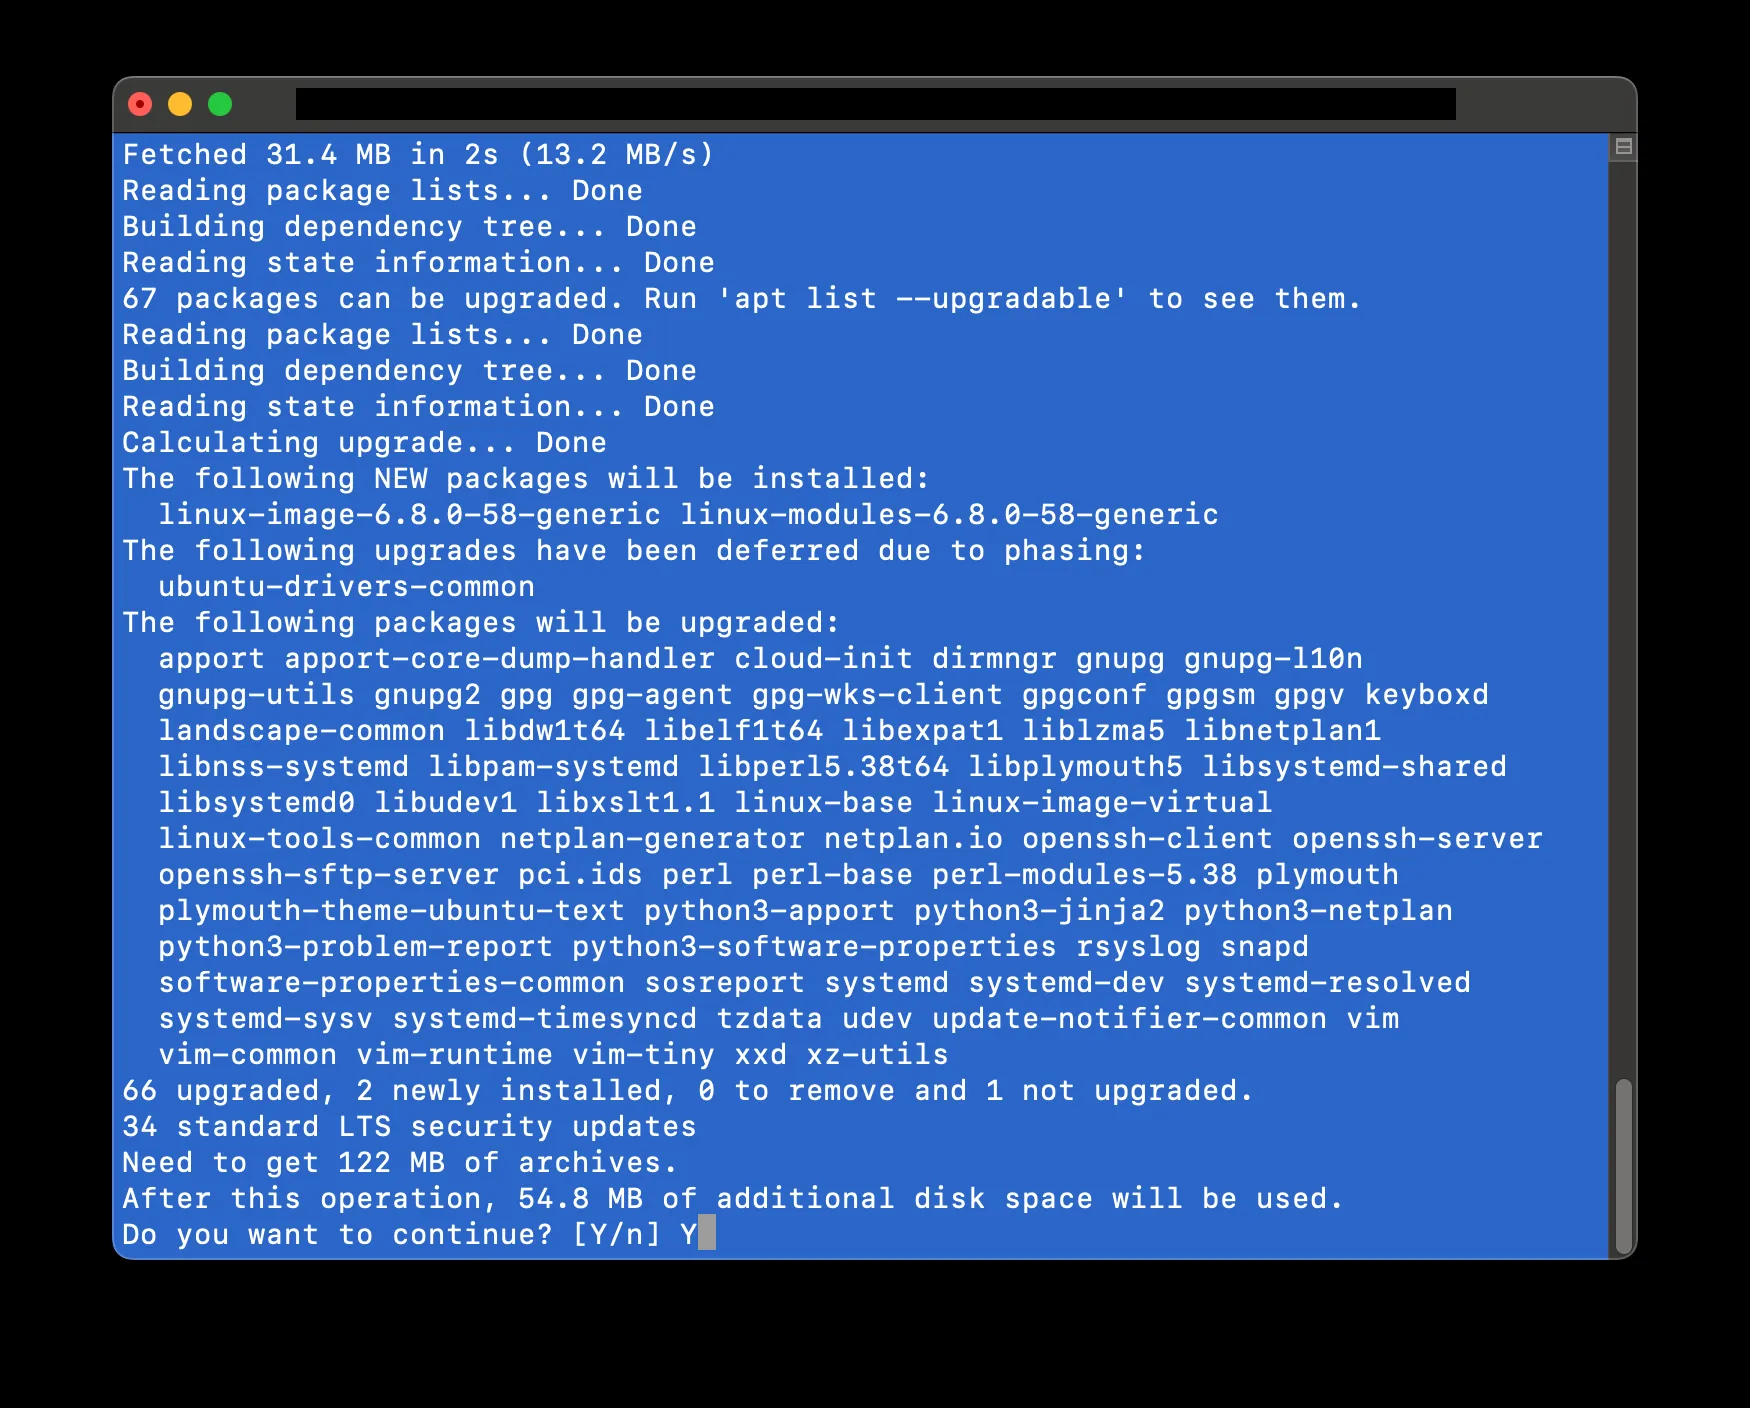 Fetched 31.4 MB in 2s (13.2 MB/s)
Reading package lists... Done
Building dependency tree... Done
Reading state information... Done
67 packages can be upgraded. Run 'apt list --upgradable' to see them.
Reading package lists... Done
Building dependency tree... Done
Reading state information... Done
Calculating upgrade... Done
The following NEW packages will be installed:
  linux-image-6.8.0-58-generic linux-modules-6.8.0-58-generic
The following upgrades have been deferred due to phasing:
  ubuntu-drivers-common
The following packages will be upgraded:
  apport apport-core-dump-handler cloud-init dirmngr gnupg gnupg-l10n
  gnupg-utils gnupg2 gpg gpg-agent gpg-wks-client gpgconf gpgsm gpgv keyboxd
  landscape-common libdw1t64 libelf1t64 libexpat1 liblzma5 libnetplan1
  libnss-systemd libpam-systemd libperl5.38t64 libplymouth5 libsystemd-shared
  libsystemd0 libudev1 libxslt1.1 linux-base linux-image-virtual
  linux-tools-common netplan-generator netplan.io openssh-client openssh-server
  openssh-sftp-server pci.ids perl perl-base perl-modules-5.38 plymouth
  plymouth-theme-ubuntu-text python3-apport python3-jinja2 python3-netplan
  python3-problem-report python3-software-properties rsyslog snapd
  software-properties-common sosreport systemd systemd-dev systemd-resolved
  systemd-sysv systemd-timesyncd tzdata udev update-notifier-common vim
  vim-common vim-runtime vim-tiny xxd xz-utils
66 upgraded, 2 newly installed, 0 to remove and 1 not upgraded.
34 standard LTS security updates
Need to get 122 MB of archives.
After this operation, 54.8 MB of additional disk space will be used.
Do you want to continue? [Y/n] Y